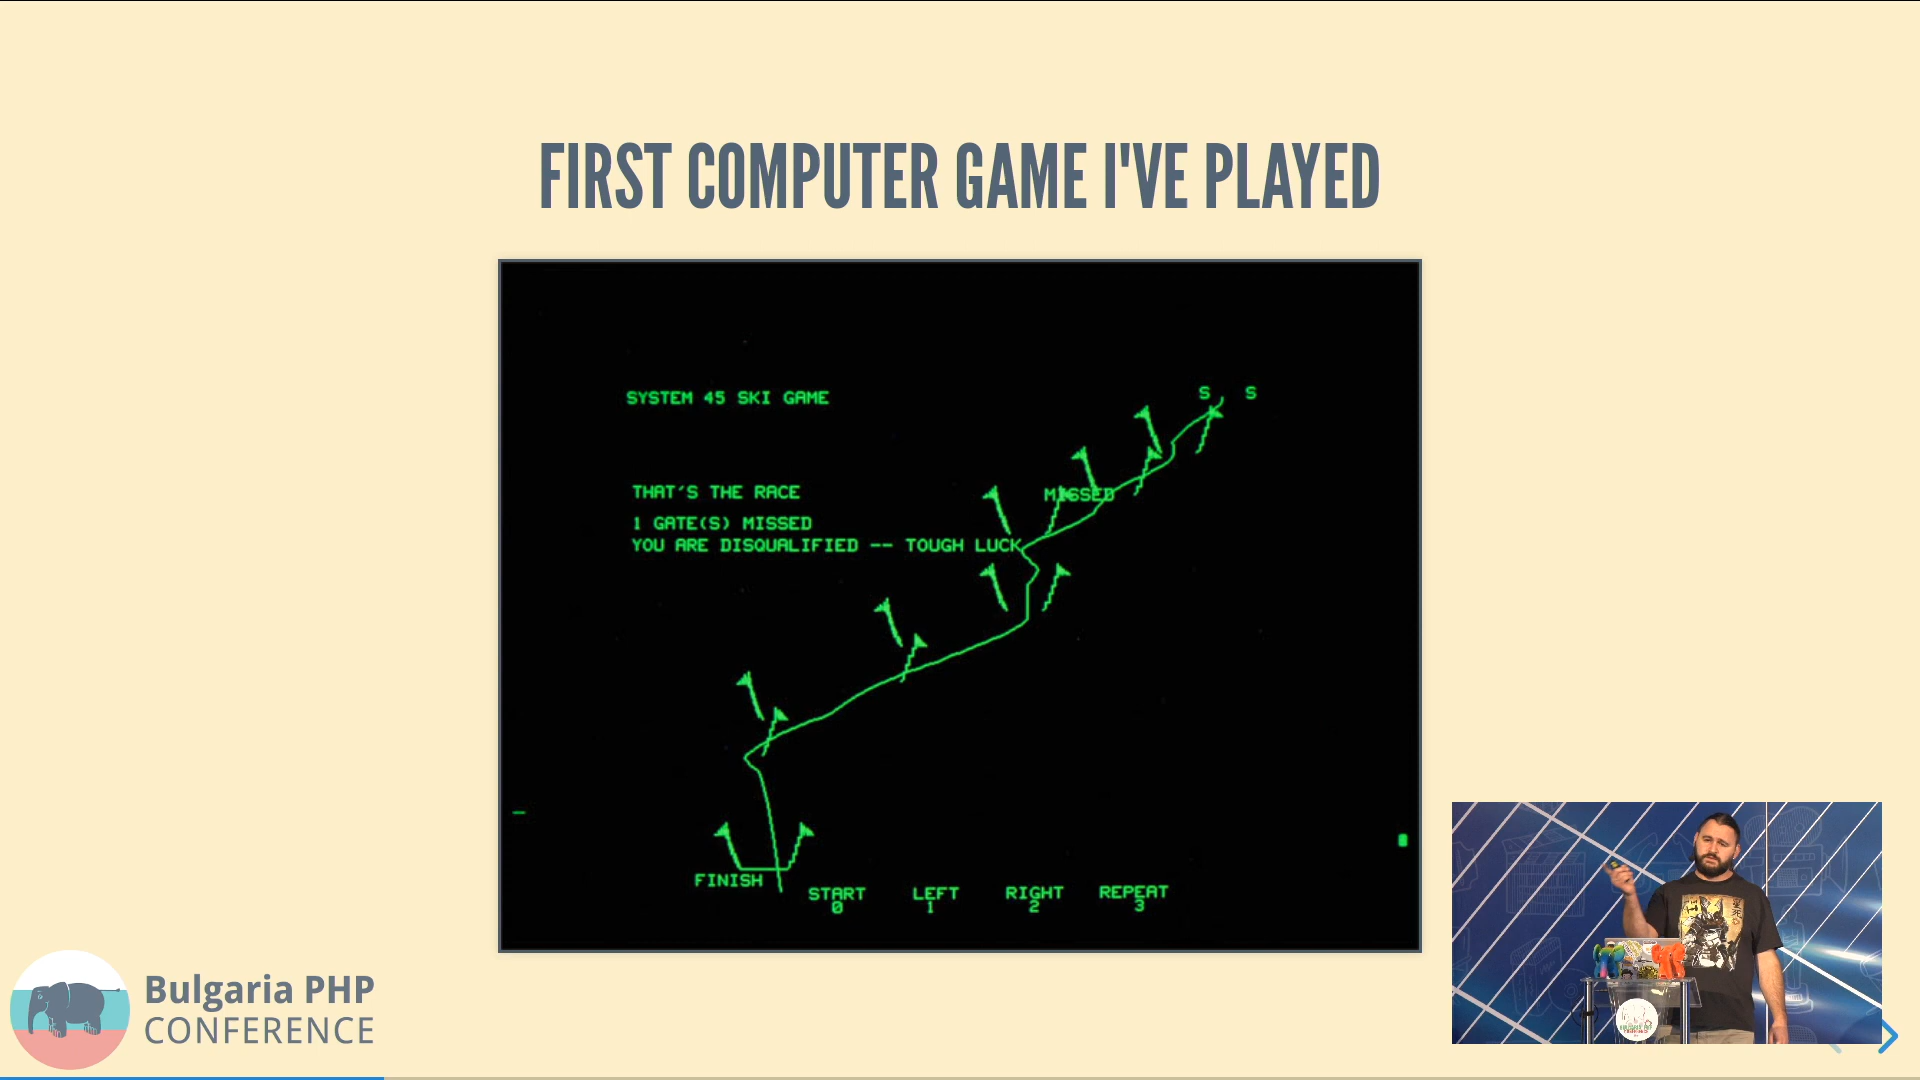 FIRST COMPUTER GAME I'VE PLAYED
SYSTEM 45 SKI GAME
S S
THAT'S THE RACE
MISSED
1 GATE(S) MISSED
YOU ARE DISQUALIFIED -- TOUGH LUCK
FINISH
START LEFT RIGHT REPEAT
0 1 2 3
Bulgaria PHP
CONFERENCE